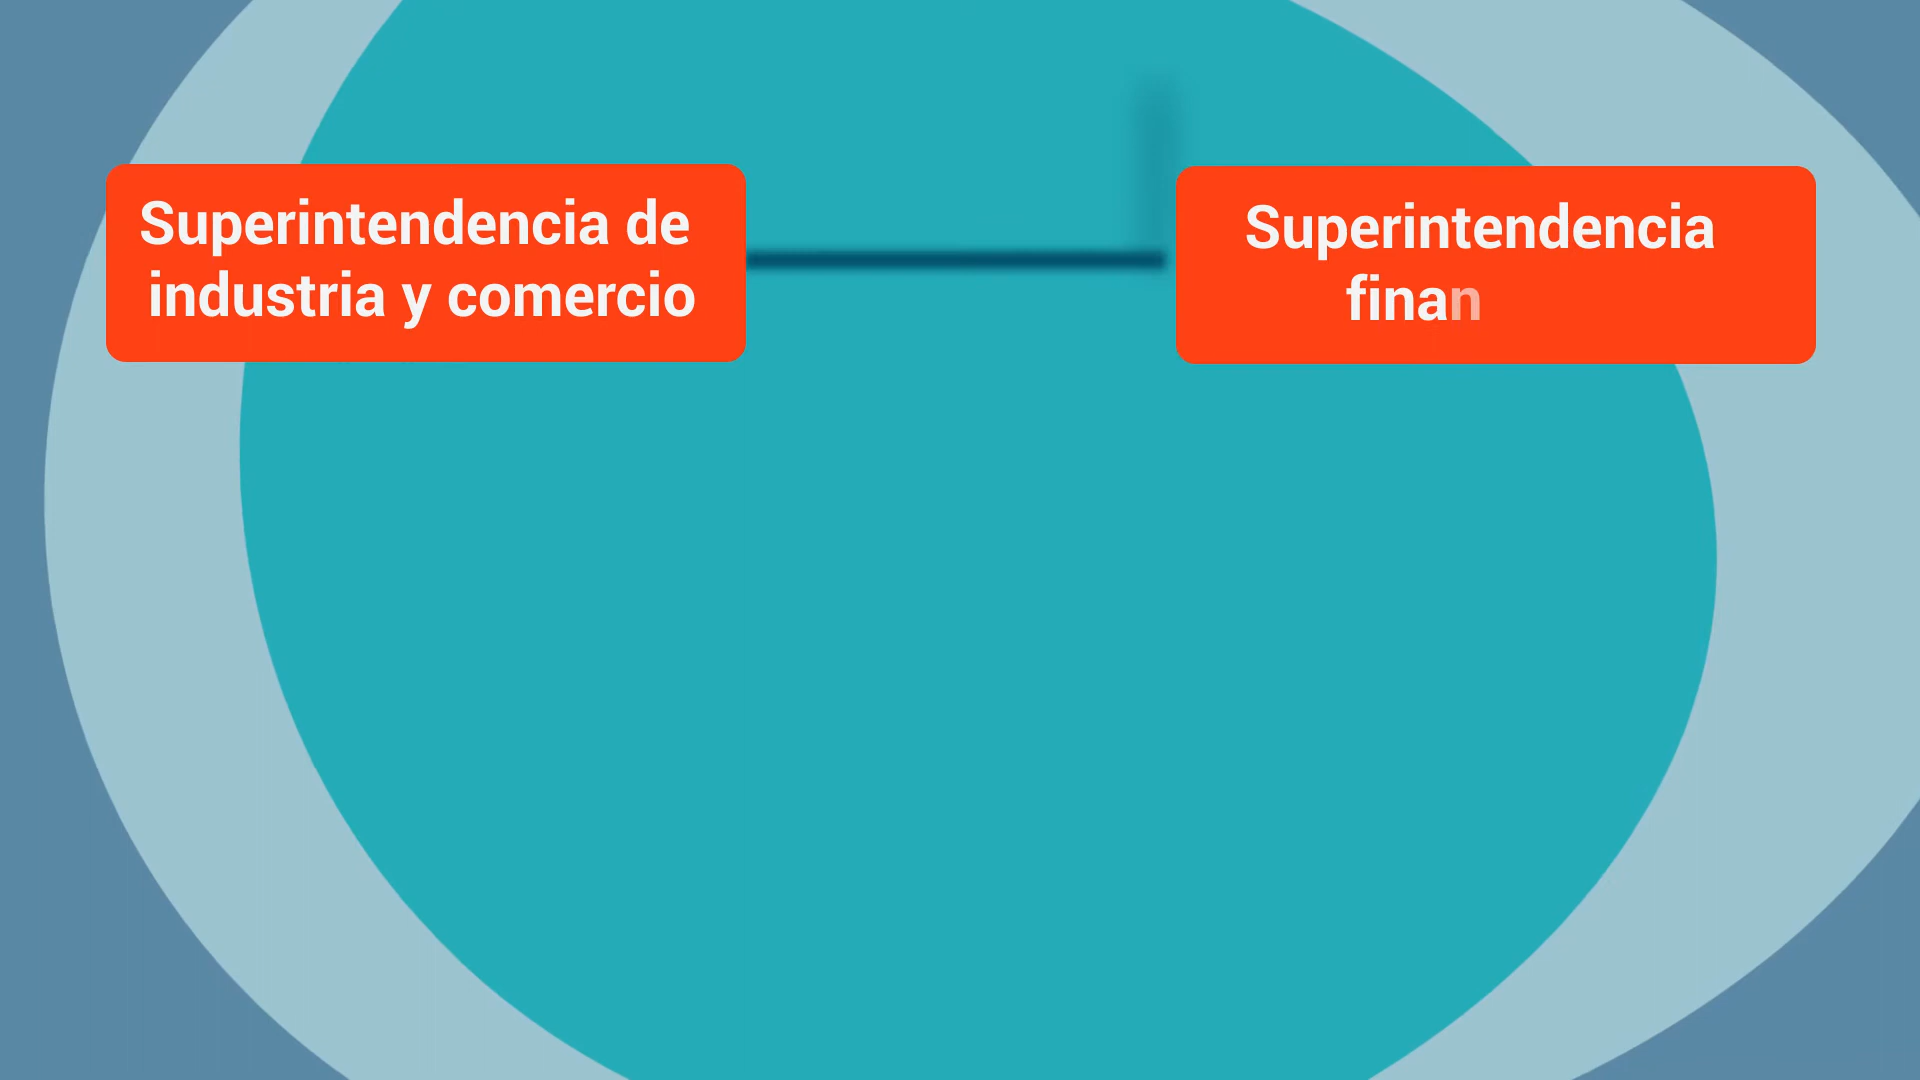 Superintendencia de
industria y comercio
Superintendencia
finan